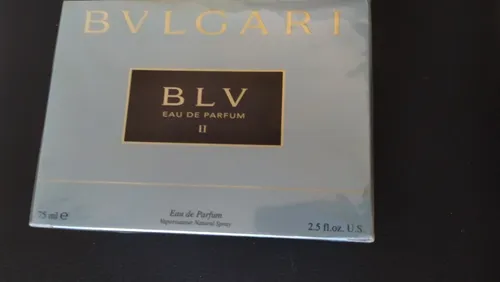 BVLGARI
BLV
EAU DE PARFUM
II
Eau de Parfum
Vaporisateur Natural Spray
75 ml e
2.5 fl.oz. U.S.